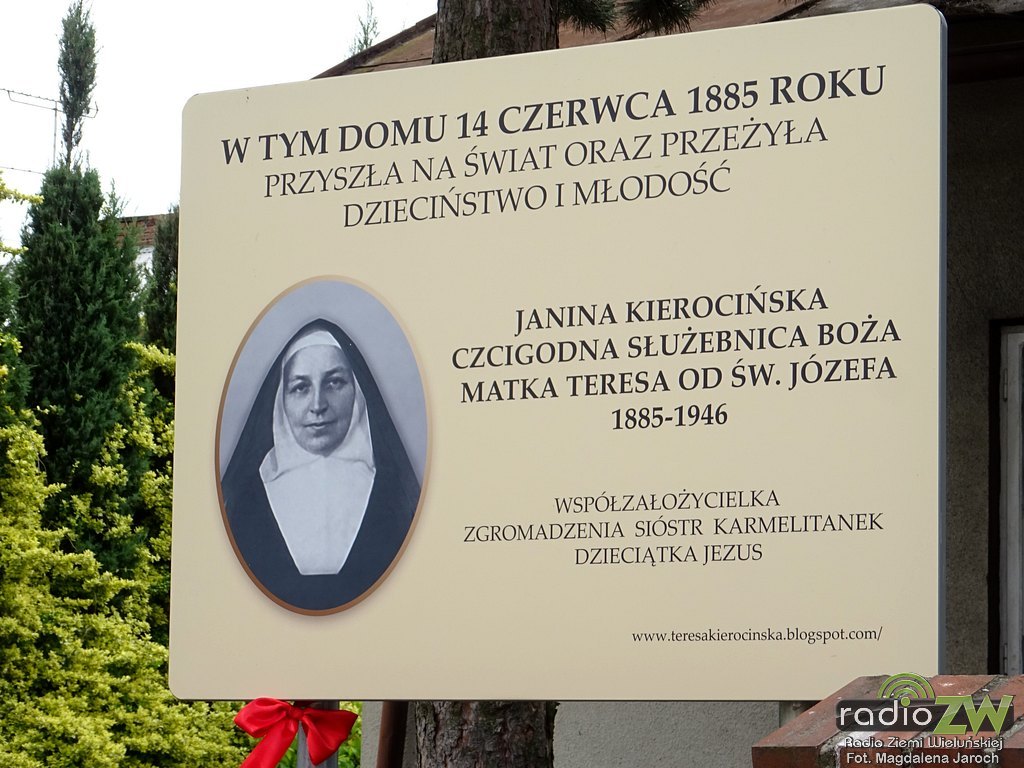 W TYM DOMU 14 CZERWCA 1885 ROKU
PRZYSZŁA NA ŚWIAT ORAZ PRZEŻYŁA
DZIECIŃSTWO I MŁODOŚĆ
JANINA KIEROCIŃSKA
CZCIGODNA SŁUŻEBNICA BOŻA
MATKA TERESA OD ŚW. JÓZEFA
1885-1946
WSPÓŁZAŁOŻYCIELKA
ZGROMADZENIA SIÓSTR KARMELITANEK
DZIECIĄTKA JEZUS
www.teresakierocinska.blogspot.com/
radioZW
Radio Ziemi Wieluńskiej
Fot. Magdalena Jaroch